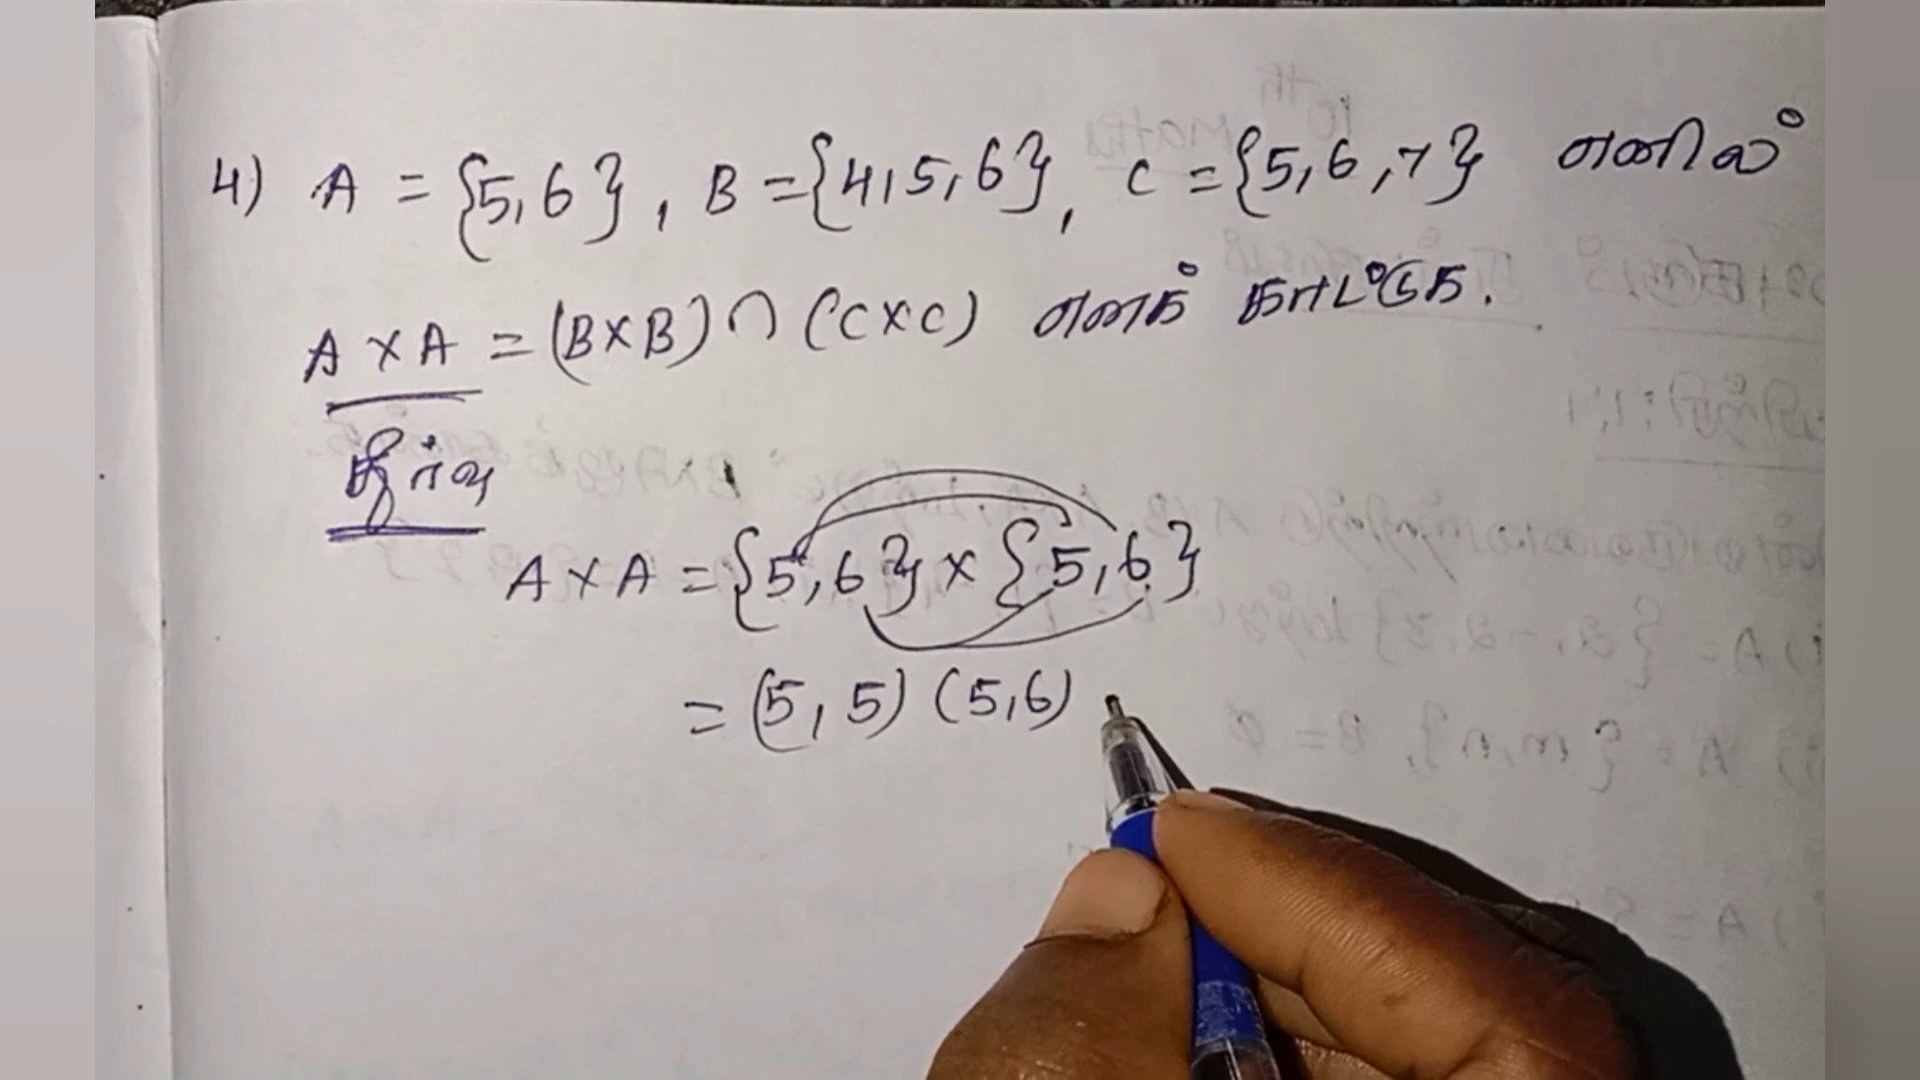 4) A = {5,6}, B = {4,5,6}, C = {5,6,7} எனில்
A × A = (B×B) ∩ (C×C) எனக் காட்டுக.
தீர்வு
A × A = {5,6} × {5,6}
= (5,5) (5,6)